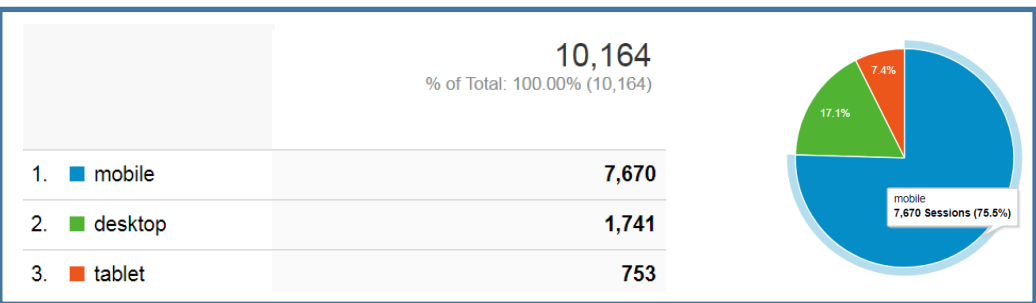 10,164
% of Total: 100.00% (10,164)
1. mobile 7,670
2. desktop 1,741
3. tablet 753
7.4%
17.1%
mobile
7,670 Sessions (75.5%)